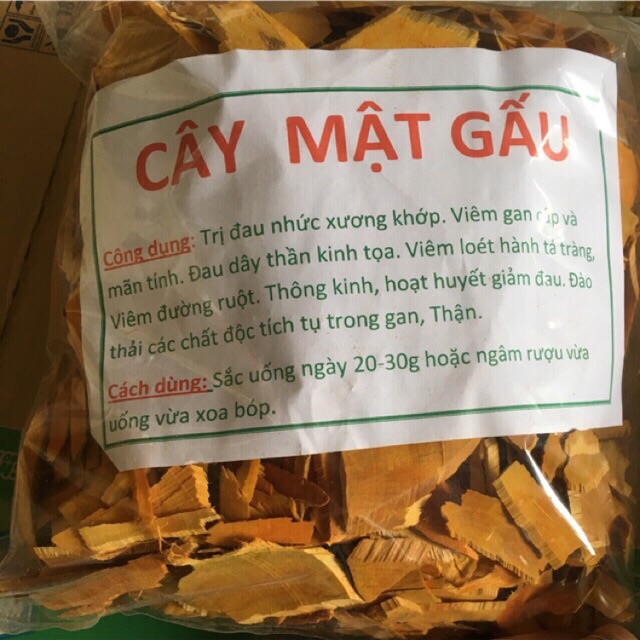 CÂY MẬT GẤU
Công dụng: Trị đau nhức xương khớp. Viêm gan cấp và
mãn tính. Đau dây thần kinh tọa. Viêm loét hành tá tràng,
Viêm đường ruột. Thông kinh, hoạt huyết giảm đau. Đào
thải các chất độc tích tụ trong gan, Thận.
Cách dùng: Sắc uống ngày 20-30g hoặc ngâm rượu vừa
uống vừa xoa bóp.